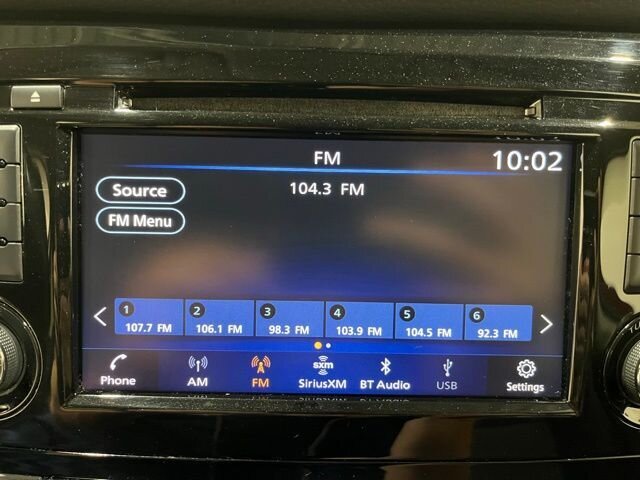 FM
10:02
Source
104.3 FM
FM Menu
1 2 3 4 5 6
107.7 FM 106.1 FM 98.3 FM 103.9 FM 104.5 FM 92.3 FM
sxm
Phone AM FM SiriusXM BT Audio USB Settings